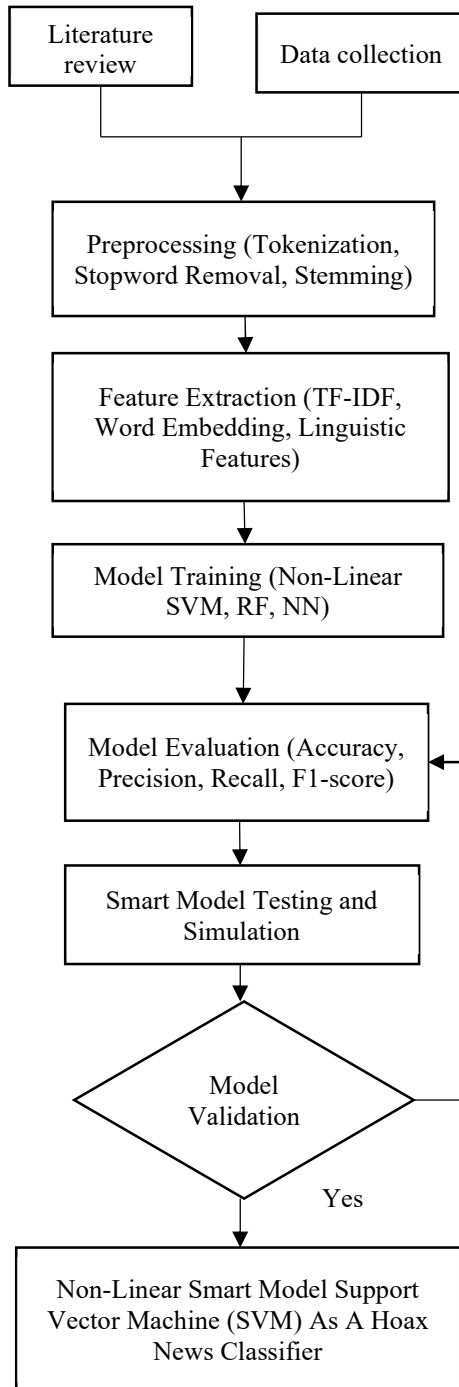 Literature
review
Data collection
Preprocessing (Tokenization,
Stopword Removal, Stemming)
Feature Extraction (TF-IDF,
Word Embedding, Linguistic
Features)
Model Training (Non-Linear
SVM, RF, NN)
Model Evaluation (Accuracy,
Precision, Recall, F1-score)
Smart Model Testing and
Simulation
Model
Validation
Yes
Non-Linear Smart Model Support
Vector Machine (SVM) As A Hoax
News Classifier